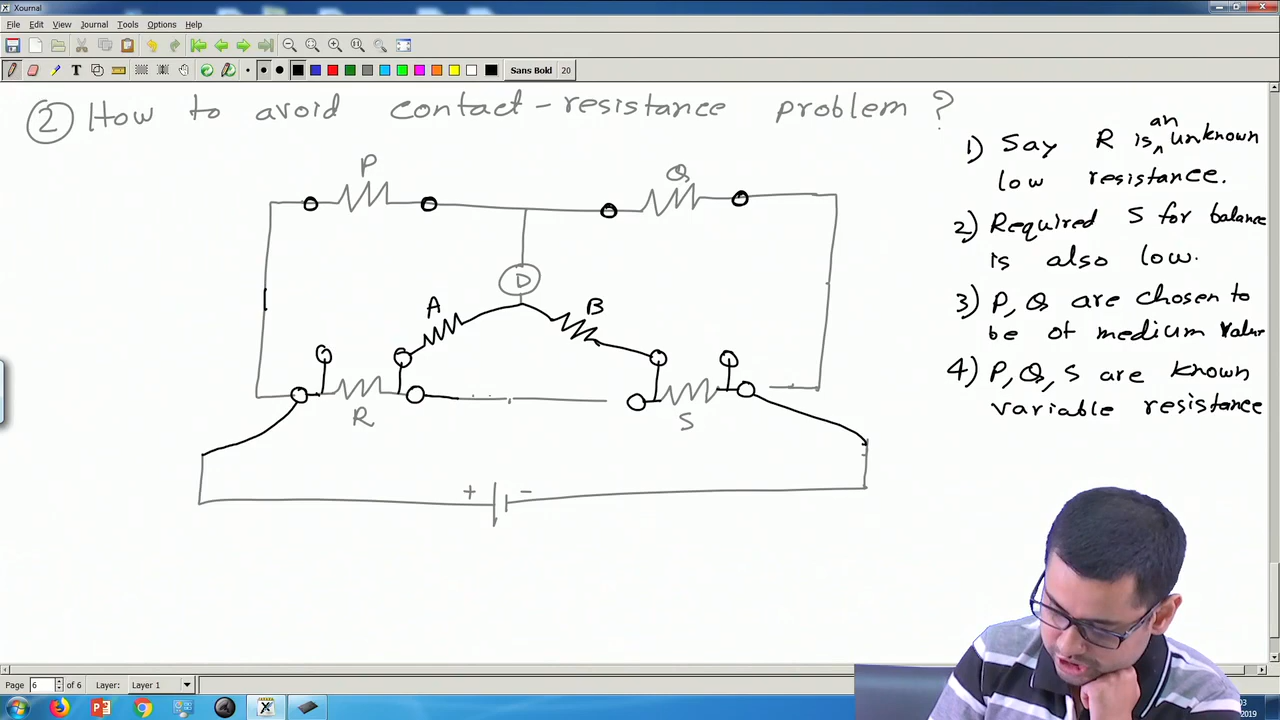 Xournal
File Edit View Journal Tools Options Help
Sans Bold 20
② How to avoid contact-resistance problem ?
P
Q
D
A
B
R
S
+ -
1) Say R is an unknown
low resistance.
2) Required S for balance
is also low.
3) P, Q are chosen to
be of medium value
4) P, Q, S are known
variable resistance
Page 6 of 6 Layer: Layer 1
2019